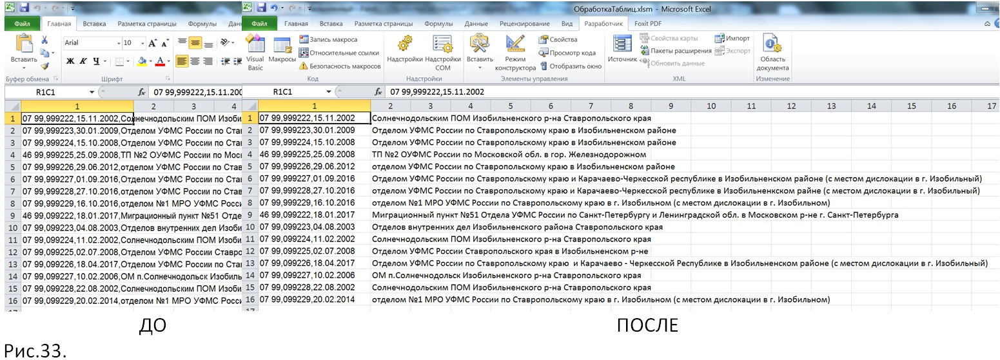 ОбработкаТаблиц.xlsm - Microsoft Excel
Файл Главная Вставка Разметка страницы Формулы
Файл Главная Вставка Разметка страницы Формулы Данные Рецензирование Вид Разработчик Foxit PDF
Вставить
Буфер обмена
Arial 10
Ж К Ч
Шрифт
Visual Basic
Макросы
Запись макроса
Относительные ссылки
Безопасность макросов
Код
Надстройки
Надстройки COM
Надстройки
Вставить
Режим конструктора
Свойства
Просмотр кода
Отобразить окно
Элементы управления
Источник
Свойства карты
Пакеты расширения
Обновить данные
Импорт
Экспорт
XML
Область документа
Изменение
R1C1 fx 07 99,999222,15.11.200
1 2 3 4
1 07 99,999222,15.11.2002,Солнечнодольским ПОМ Изоби
2 07 99,999223,30.01.2009,Отделом УФМС России по Став
3 07 99,999224,15.10.2008,Отделом УФМС России по Став
4 46 99,999225,25.09.2008,ТП №2 ОУФМС России по Моск
5 07 99,999226,29.06.2012,отделом УФМС России по Став
6 07 99,999227,01.09.2016,Отделом УФМС России по Став
7 07 99,999228,27.10.2016,отделом УФМС России по Став
8 07 99,999229,16.10.2016,отделом №1 МРО УФМС Росси
9 46 99,099222,18.01.2017,Миграционный пункт №51 Отде
10 07 99,099223,04.08.2003,Отделов внутренних дел Изоби
11 07 99,099224,11.02.2002,Солнечнодольским ПОМ Изоби
12 07 99,099225,02.07.2008,Отделом УФМС России Ставро
13 07 99,099226,18.04.2017,Отделом УФМС России по Став
14 07 99,099227,10.02.2006,ОМ п.Солнечнодольск Изобиль
15 07 99,099228,22.08.2002,Солнечнодольским ПОМ Изоби
16 07 99,099229,20.02.2014,отделом №1 МРО УФМС Росси
R1C1 fx 07 99,999222,15.11.2002
1 2 3 4 5 6 7 8 9 10 11 12 13 14 15 16 17
1 07 99,999222,15.11.2002 Солнечнодольским ПОМ Изобильненского р-на Ставропольского края
2 07 99,999223,30.01.2009 Отделом УФМС России по Ставропольскому краю в Изобильненском районе
3 07 99,999224,15.10.2008 Отделом УФМС России по Ставропольскому краю в Изобильненском районе
4 46 99,999225,25.09.2008 ТП №2 ОУФМС России по Московской обл. в гор. Железнодорожном
5 07 99,999226,29.06.2012 отделом УФМС России по Ставропольскому краю в Изобильненском районе
6 07 99,999227,01.09.2016 Отделом УФМС России по Ставропольскому краю и Карачаево-Черкесской республике в Изобильненском районе (с местом дислокации в г. Изобильный)
7 07 99,999228,27.10.2016 отделом УФМС России по Ставропольскому краю и Карачаево-Черкесской республике в Изобильненкском райне (с местом дислокации в г. Изобильный)
8 07 99,999229,16.10.2016 отделом №1 МРО УФМС России по Ставропольскому краю в г. Изобильном (с местом дислокации в г. Изобильном)
9 46 99,099222,18.01.2017 Миграционный пункт №51 Отдела УФМС России по Санкт-Петербургу и Ленинградской обл. в Московском р-не г. Санкт-Петербурга
10 07 99,099223,04.08.2003 Отделов внутренних дел Изобильненского района Ставропольского края
11 07 99,099224,11.02.2002 Солнечнодольским ПОМ Изобильненского р-на Ставропольского края
12 07 99,099225,02.07.2008 Отделом УФМС России Ставропольского края в Изобильненском р-не
13 07 99,099226,18.04.2017 Отделом УФМС России по Ставропольскому краю и Карачаево - Черкесской Республике в Изобильненском районе (с местом дислокации в г. Изобильный)
14 07 99,099227,10.02.2006 ОМ п.Солнечнодольск Изобильненского р-на Ставропольского края
15 07 99,099228,22.08.2002 Солнечнодольским ПОМ Изобильненского р-на Ставропольского края
16 07 99,099229,20.02.2014 отделом №1 МРО УФМС России по Ставропольскому краю в г. Изобильном (с местом дислокации в г. Изобильном)
ДО ПОСЛЕ
Рис.33.